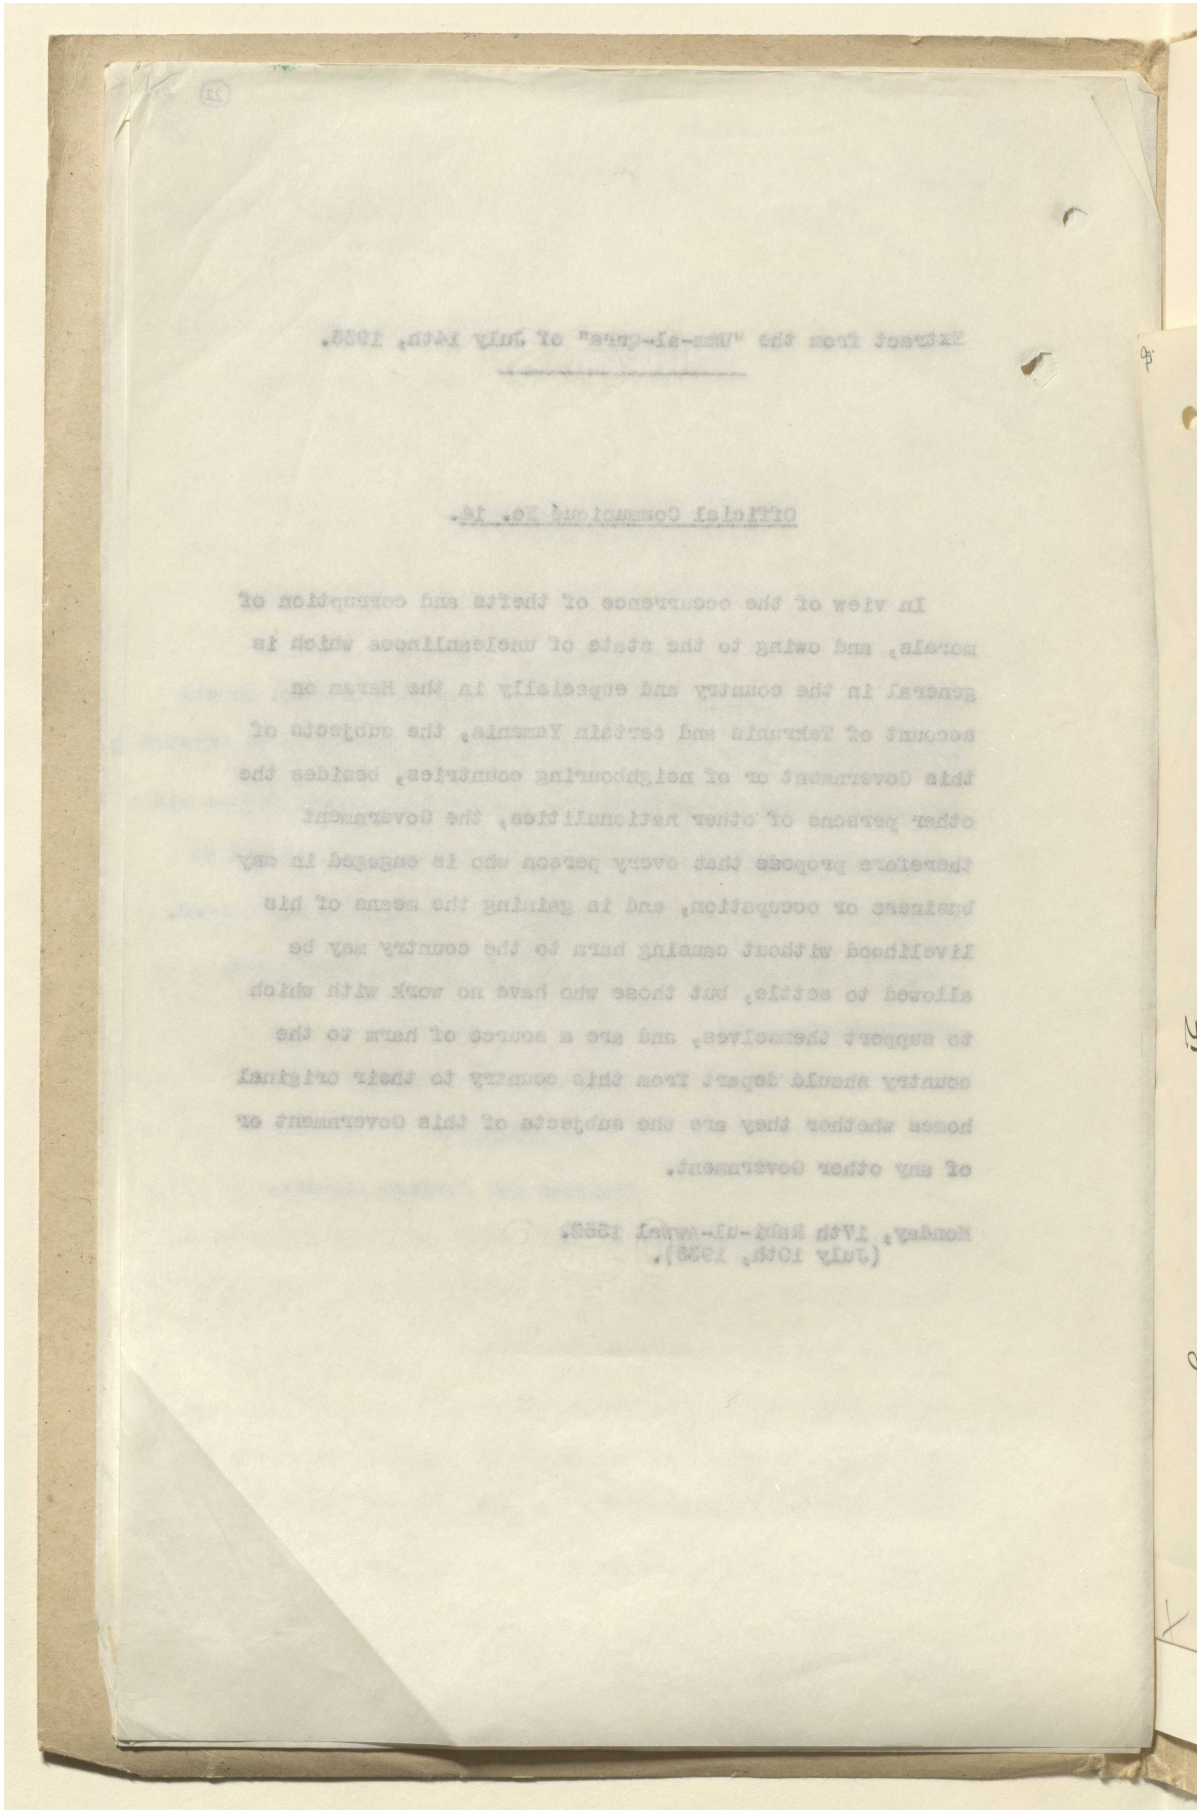 22
Extract from the "Umm-al-qura" of July 14th, 1933.
Official Communiqué No. 14.
In view of the occurrence of thefts and corruption of
morals, and owing to the state of uncleanliness which is
general in the country and especially in the Haram on
account of Tekrunis and certain Yamanis, the subjects of
this Government or of neighbouring countries, besides the
other persons of other nationalities, the Government
therefore propose that every person who is engaged in any
business or occupation, and is gaining the means of his
livelihood without causing harm to the country may be
allowed to settle, but those who have no work with which
to support themselves, and are a source of harm to the
country should depart from this country to their original
homes whether they are the subjects of this Government or
of any other Government.
Monday, 17th Rabi-ul-Awwal 1352.
(July 10th, 1933).